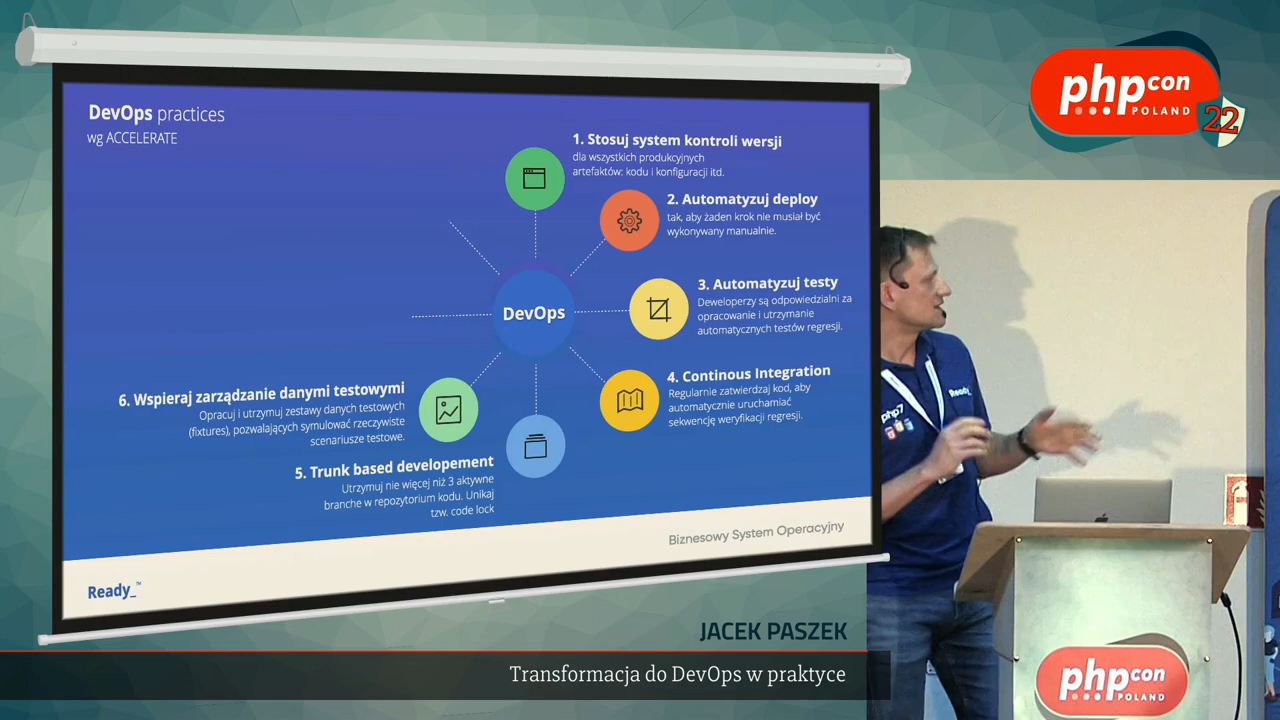 DevOps practices
wg ACCELERATE
1. Stosuj system kontroli wersji
dla wszystkich produkcyjnych
artefaktów: kodu i konfiguracji itd.
2. Automatyzuj deploy
tak, aby żaden krok nie musiał być
wykonywany manualnie.
3. Automatyzuj testy
Deweloperzy są odpowiedzialni za
opracowanie i utrzymanie
automatycznych testów regresji.
DevOps
4. Continous Integration
Regularnie zatwierdzaj kod, aby
automatycznie uruchamiać
sekwencję weryfikacji regresji.
6. Wspieraj zarządzanie danymi testowymi
Opracuj i utrzymuj zestawy danych testowych
(fixtures), pozwalających symulować rzeczywiste
scenariusze testowe.
5. Trunk based developement
Utrzymuj nie więcej niż 3 aktywne
branche w repozytorium kodu. Unikaj
tzw. code lock
Biznesowy System Operacyjny
Ready_™
phpcon
POLAND
22
Ready_
php7
JACEK PASZEK
Transformacja do DevOps w praktyce
phpcon
POLAND